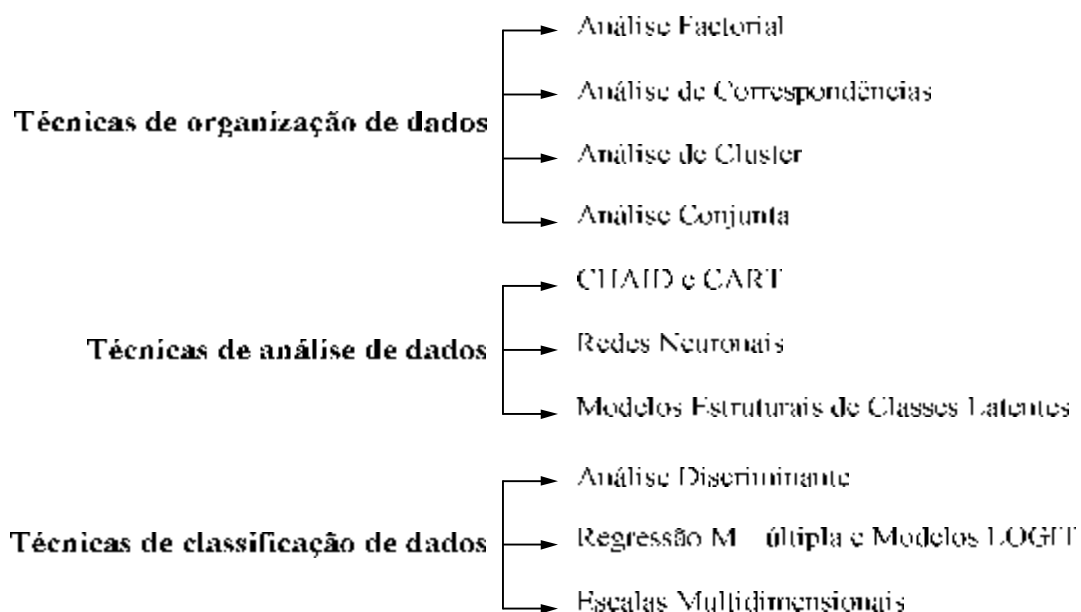 Análise Factorial
Análise de Correspondências
Técnicas de organização de dados
Análise de Cluster
Análise Conjunta
CHAID e CART
Técnicas de análise de dados
Redes Neuronais
Modelos Estruturais de Classes Latentes
Análise Discriminante
Técnicas de classificação de dados
Regressão M últipla e Modelos LOGIT
Escalas Multidimensionais